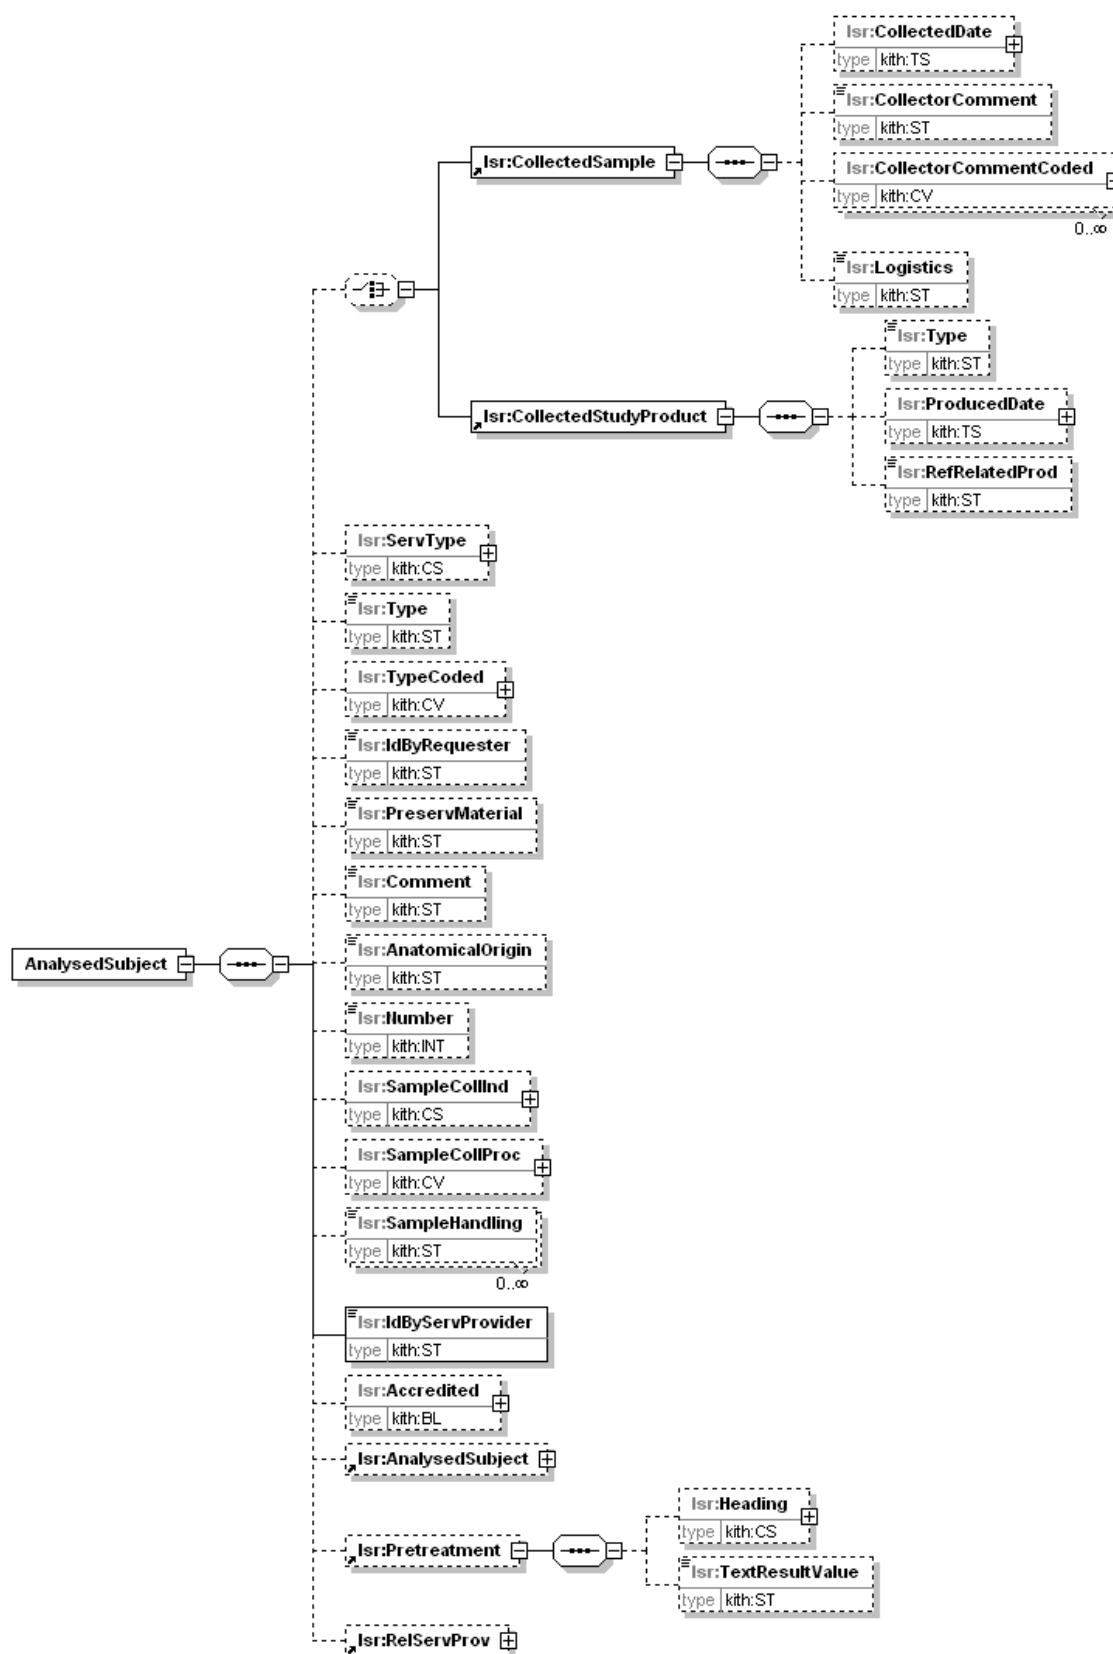 lsr:CollectedDate
type kith:TS
lsr:CollectorComment
type kith:ST
lsr:CollectedSample
lsr:CollectorCommentCoded
type kith:CV
0..∞
lsr:Logistics
type kith:ST
lsr:Type
type kith:ST
lsr:CollectedStudyProduct
lsr:ProducedDate
type kith:TS
lsr:RefRelatedProd
type kith:ST
lsr:ServType
type kith:CS
lsr:Type
type kith:ST
lsr:TypeCoded
type kith:CV
lsr:IdByRequester
type kith:ST
lsr:PreservMaterial
type kith:ST
lsr:Comment
type kith:ST
AnalysedSubject
lsr:AnatomicalOrigin
type kith:ST
lsr:Number
type kith:INT
lsr:SampleCollInd
type kith:CS
lsr:SampleCollProc
type kith:CV
lsr:SampleHandling
type kith:ST
0..∞
lsr:IdByServProvider
type kith:ST
lsr:Accredited
type kith:BL
lsr:AnalysedSubject
lsr:Heading
type kith:CS
lsr:Pretreatment
lsr:TextResultValue
type kith:ST
lsr:RelServProv